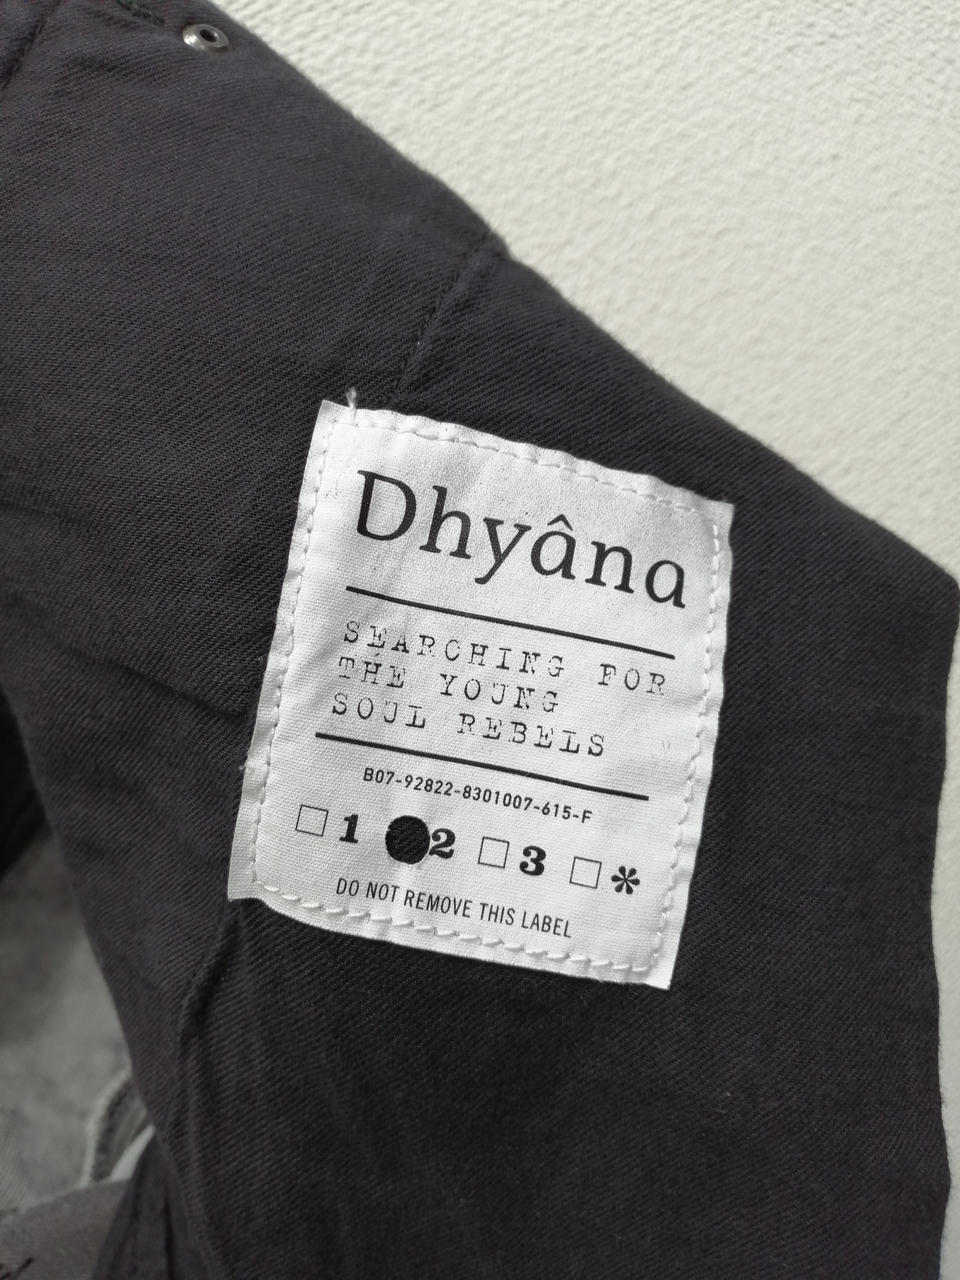 Dhyâna
SEARCHING FOR
THE YOUNG
SOUL REBELS
B07-92822-8301007-615-F
□ 1 ● 2 □ 3 □ *
DO NOT REMOVE THIS LABEL